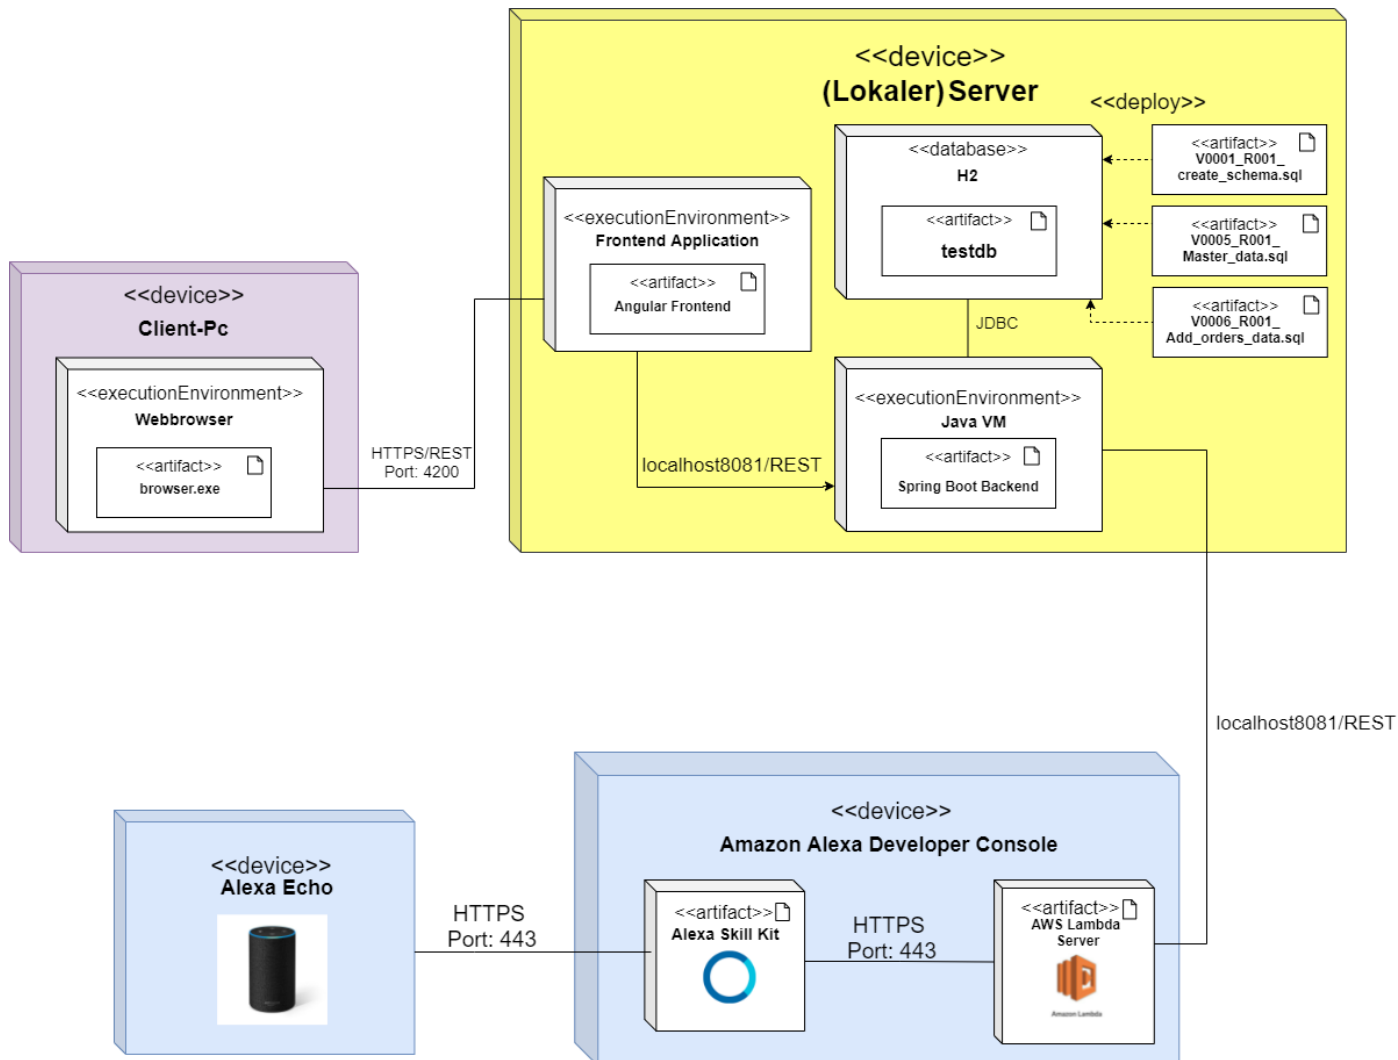 <<device>>
(Lokaler) Server
<<deploy>>
<<database>>
H2
<<artifact>>
testdb
<<artifact>>
V0001_R001_
create_schema.sql
<<artifact>>
V0005_R001_
Master_data.sql
<<artifact>>
V0006_R001_
Add_orders_data.sql
<<executionEnvironment>>
Frontend Application
<<artifact>>
Angular Frontend
JDBC
<<device>>
Client-Pc
<<executionEnvironment>>
Webbrowser
<<artifact>>
browser.exe
HTTPS/REST
Port: 4200
localhost8081/REST
<<executionEnvironment>>
Java VM
<<artifact>>
Spring Boot Backend
localhost8081/REST
<<device>>
Alexa Echo
HTTPS
Port: 443
<<device>>
Amazon Alexa Developer Console
<<artifact>>
Alexa Skill Kit
HTTPS
Port: 443
<<artifact>>
AWS Lambda
Server
Amazon Lambda